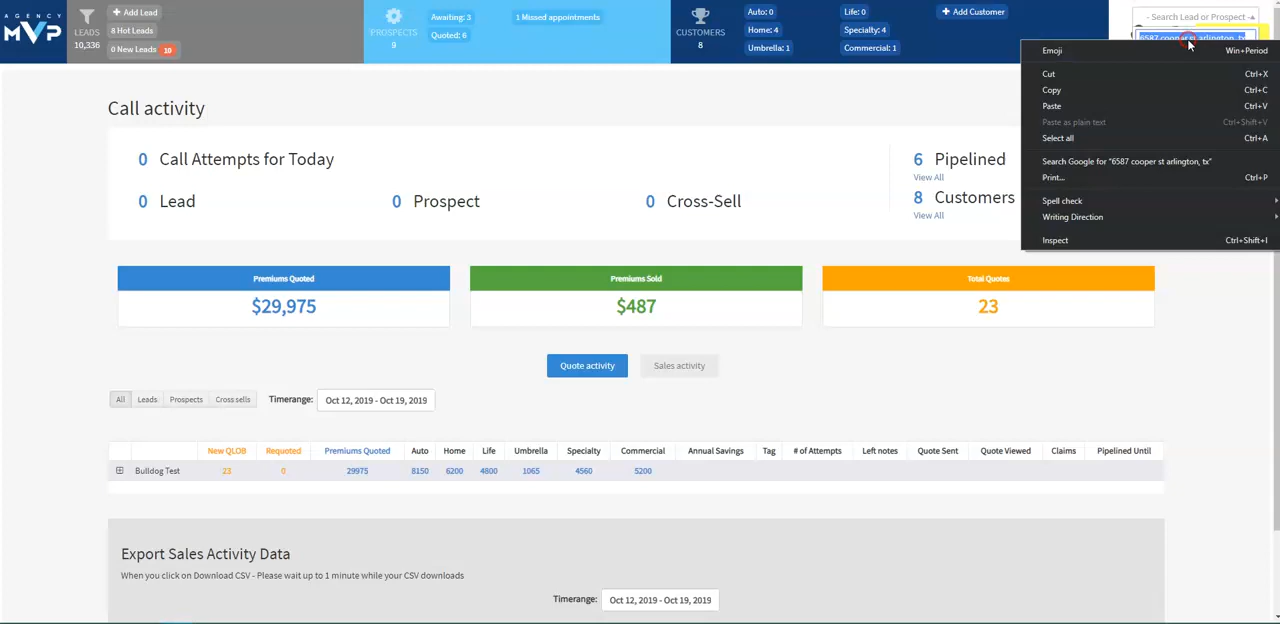 AGENCY
MVP
LEADS
10,336
Add Lead
8 Hot Leads
0 New Leads 10
PROSPECTS
9
Awaiting: 3
Quoted: 6
1 Missed appointments
CUSTOMERS
8
Auto: 0
Home: 4
Umbrella: 1
Life: 0
Specialty: 4
Commercial: 1
Add Customer
- Search Lead or Prospect -
6587 cooper st arlington, tx
Emoji Win+Period
Cut Ctrl+X
Copy Ctrl+C
Paste Ctrl+V
Paste as plain text Ctrl+Shift+V
Select all Ctrl+A
Search Google for "6587 cooper st arlington, tx"
Print... Ctrl+P
Spell check
Writing Direction
Inspect Ctrl+Shift+I
Call activity
0 Call Attempts for Today
0 Lead 0 Prospect 0 Cross-Sell
6 Pipelined
View All
8 Customers
View All
Premiums Quoted
$29,975
Premiums Sold
$487
Total Quotes
23
Quote activity Sales activity
All Leads Prospects Cross sells Timerange: Oct 12, 2019 - Oct 19, 2019
New QLOB Requoted Premiums Quoted Auto Home Life Umbrella Specialty Commercial Annual Savings Tag # of Attempts Left notes Quote Sent Quote Viewed Claims Pipelined Until
Bulldog Test 23 0 29975 8150 6200 4800 1065 4560 5200
Export Sales Activity Data
When you click on Download CSV - Please wait up to 1 minute while your CSV downloads
Timerange: Oct 12, 2019 - Oct 19, 2019